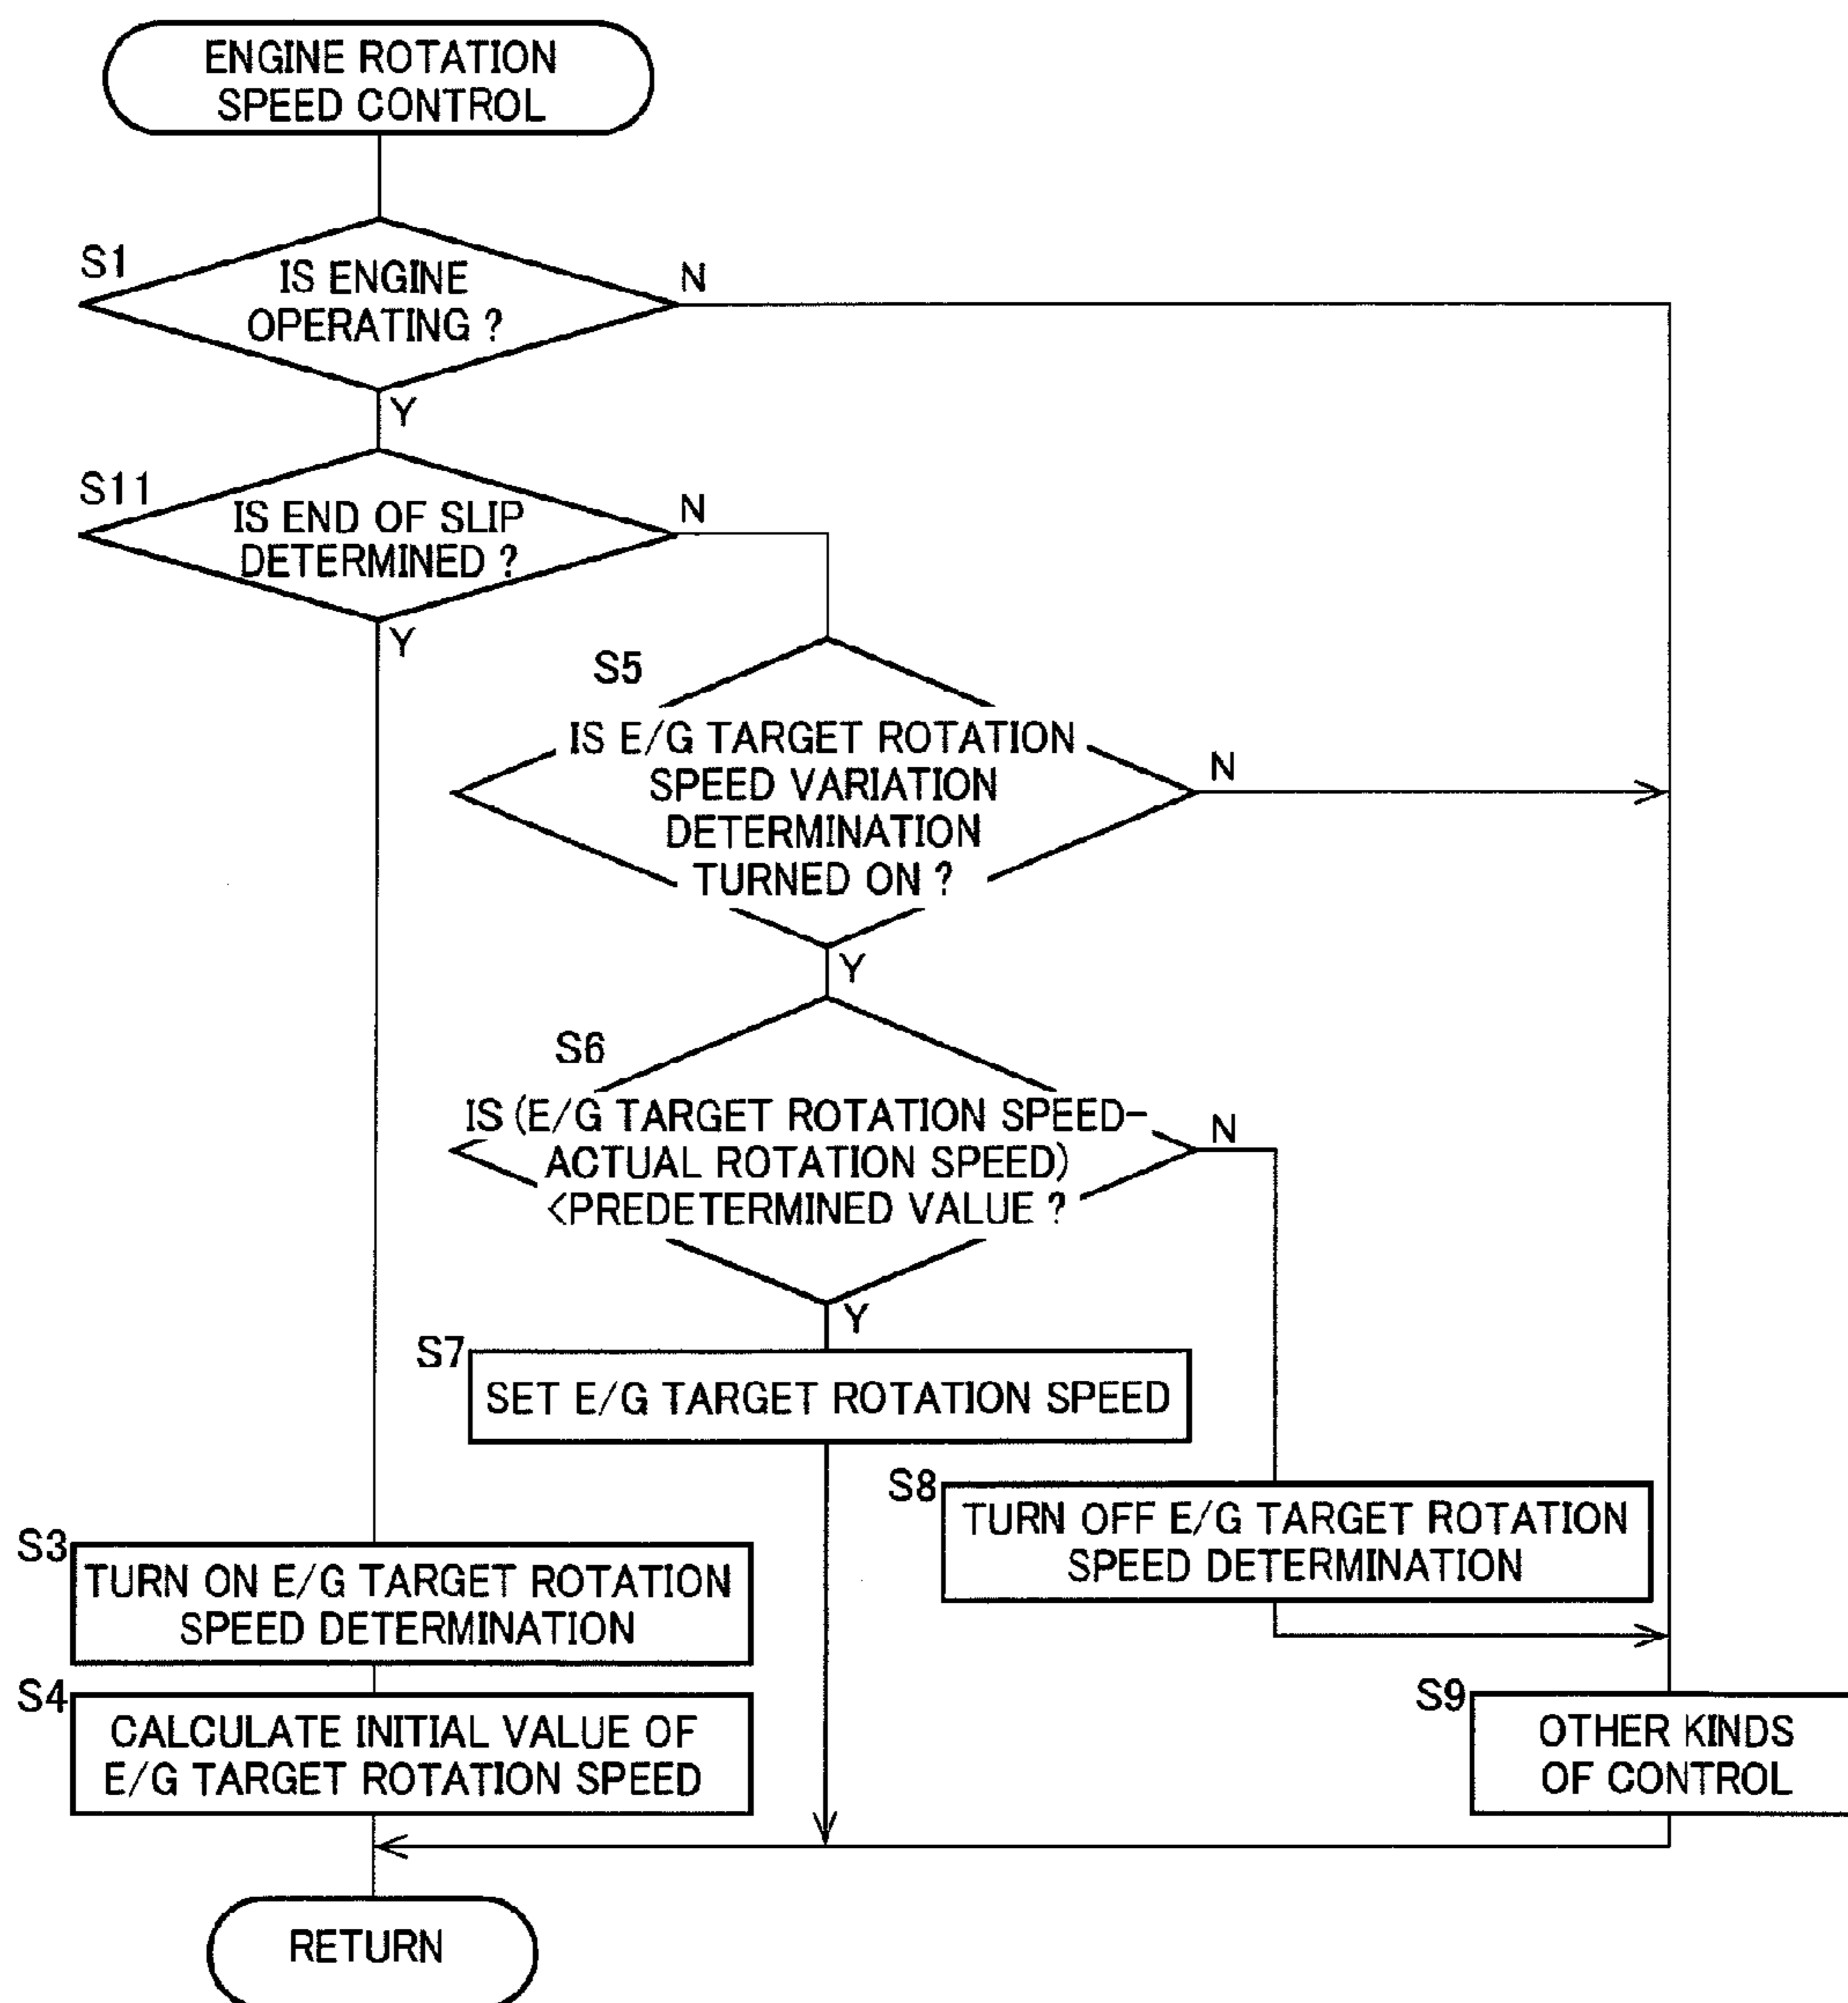 ENGINE ROTATION
SPEED CONTROL
S1
IS ENGINE
OPERATING ?
N
Y
S11
IS END OF SLIP
DETERMINED ?
N
Y
S5
IS E/G TARGET ROTATION
SPEED VARIATION
DETERMINATION
TURNED ON ?
N
Y
S6
IS (E/G TARGET ROTATION SPEED-
ACTUAL ROTATION SPEED)
<PREDETERMINED VALUE ?
N
Y
S7
SET E/G TARGET ROTATION SPEED
S8
TURN OFF E/G TARGET ROTATION
SPEED DETERMINATION
S3
TURN ON E/G TARGET ROTATION
SPEED DETERMINATION
S4
CALCULATE INITIAL VALUE OF
E/G TARGET ROTATION SPEED
S9
OTHER KINDS
OF CONTROL
RETURN